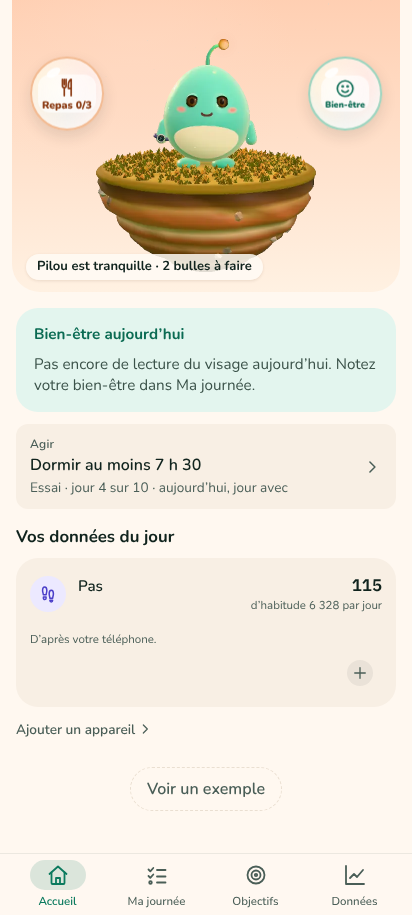 Repas 0/3
Bien-être
Pilou est tranquille · 2 bulles à faire
Bien-être aujourd’hui
Pas encore de lecture du visage aujourd’hui. Notez
votre bien-être dans Ma journée.
Agir
Dormir au moins 7 h 30
Essai · jour 4 sur 10 · aujourd’hui, jour avec
Vos données du jour
Pas
115
d’habitude 6 328 par jour
D’après votre téléphone.
Ajouter un appareil
Voir un exemple
Accueil
Ma journée
Objectifs
Données